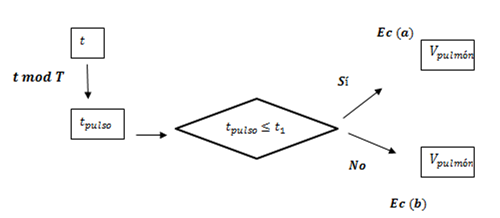 t
t mod T
t_pulso
t_pulso ≤ t_1
Sí
No
Ec (a)
V_pulmón
V_pulmón
Ec (b)